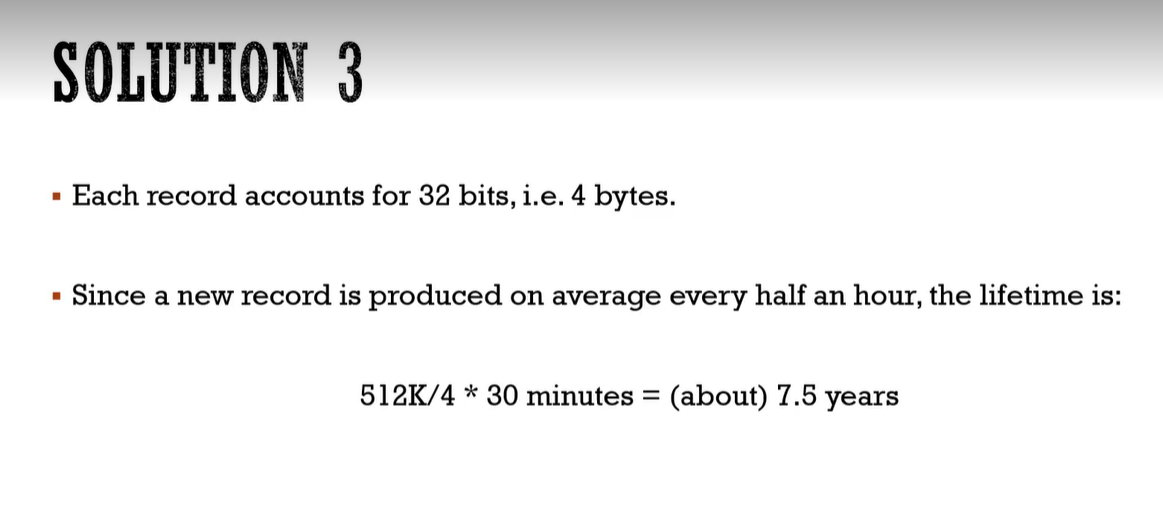 SOLUTION 3
▪ Each record accounts for 32 bits, i.e. 4 bytes.
▪ Since a new record is produced on average every half an hour, the lifetime is:
512K/4 * 30 minutes = (about) 7.5 years